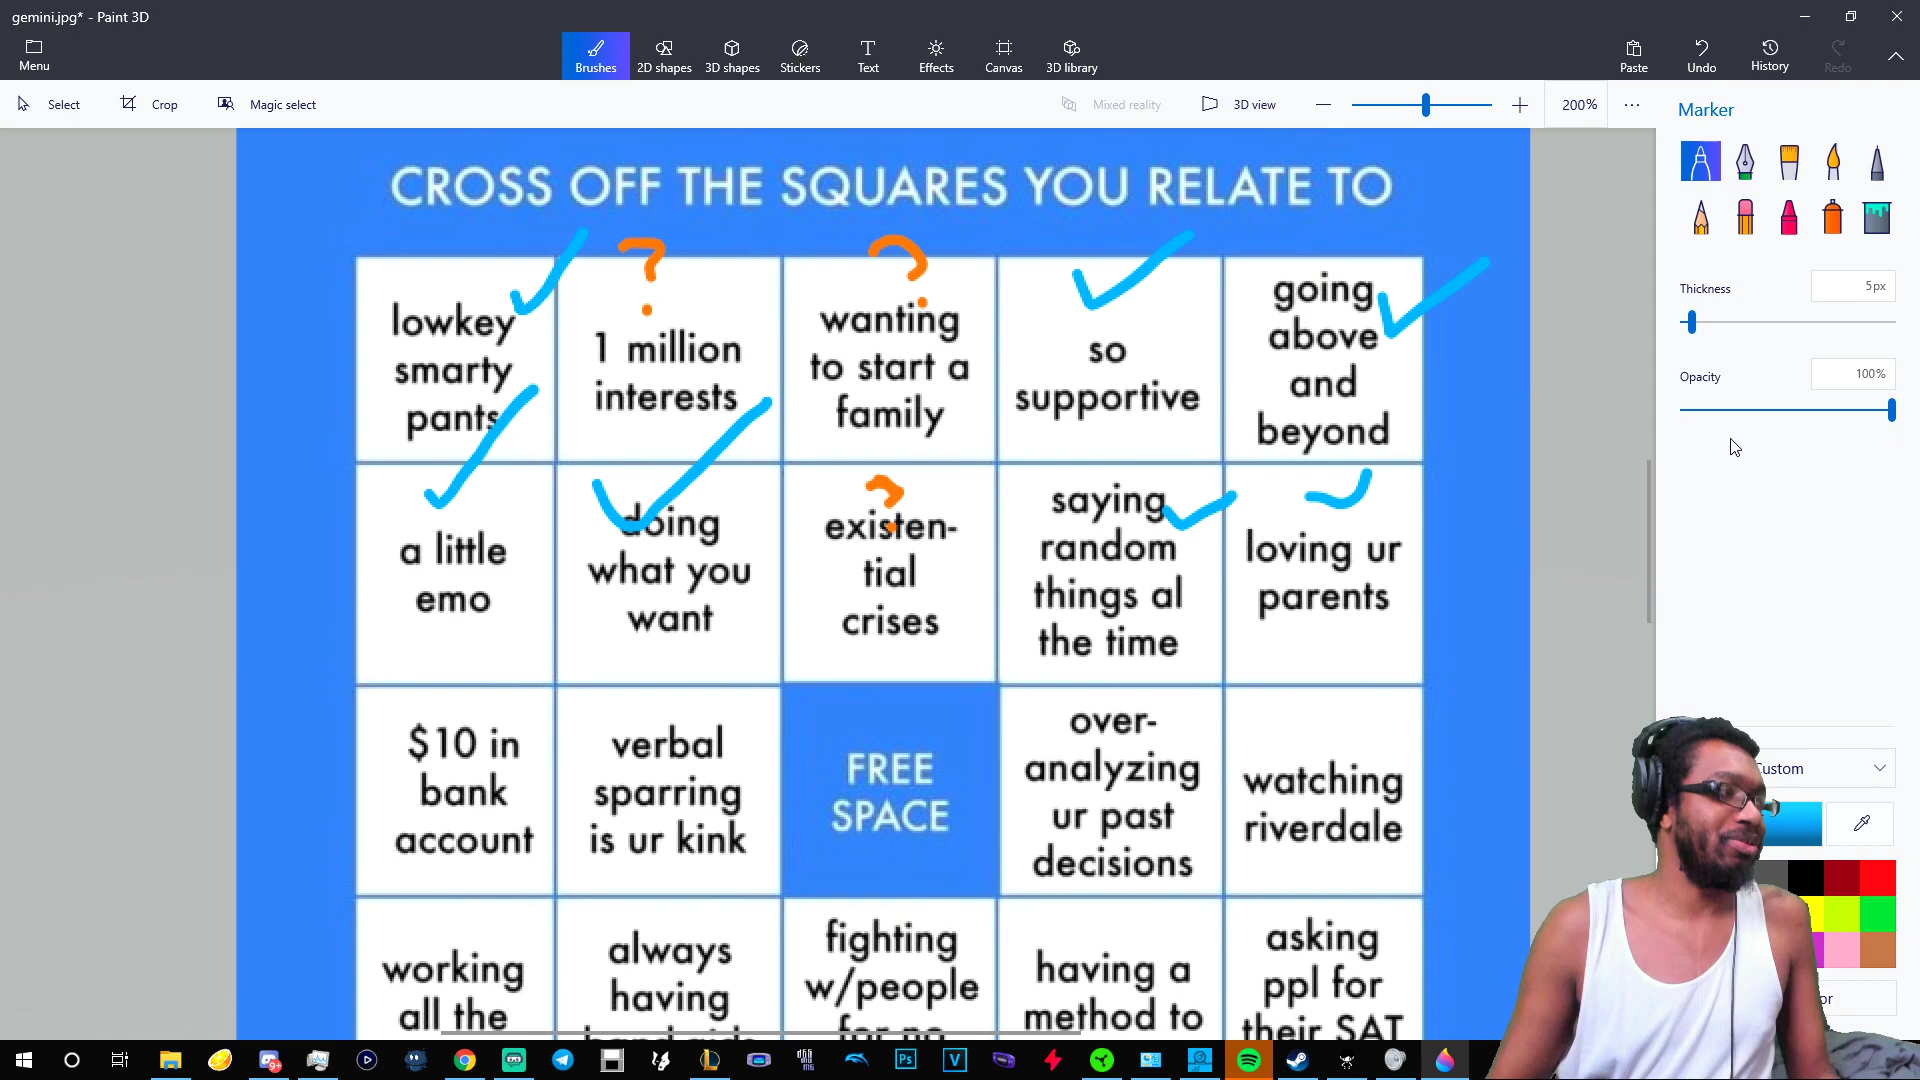 gemini.jpg* - Paint 3D
Menu
Brushes
2D shapes
3D shapes
Stickers
Text
Effects
Canvas
3D library
Paste
Undo
History
Redo
Select
Crop
Magic select
Mixed reality
3D view
200%
Marker
Thickness
5px
Opacity
100%
CROSS OFF THE SQUARES YOU RELATE TO
lowkey
smarty
pants
?
1 million
interests
?
wanting
to start a
family
so
supportive
going
above
and
beyond
a little
emo
doing
what you
want
?
existen-
tial
crises
saying
random
things al
the time
loving ur
parents
$10 in
bank
account
verbal
sparring
is ur kink
FREE
SPACE
over-
analyzing
ur past
decisions
watching
riverdale
working
all the
always
having
fighting
w/people
for no
having a
method to
asking
ppl for
their SAT
Custom
9+
Ps
V